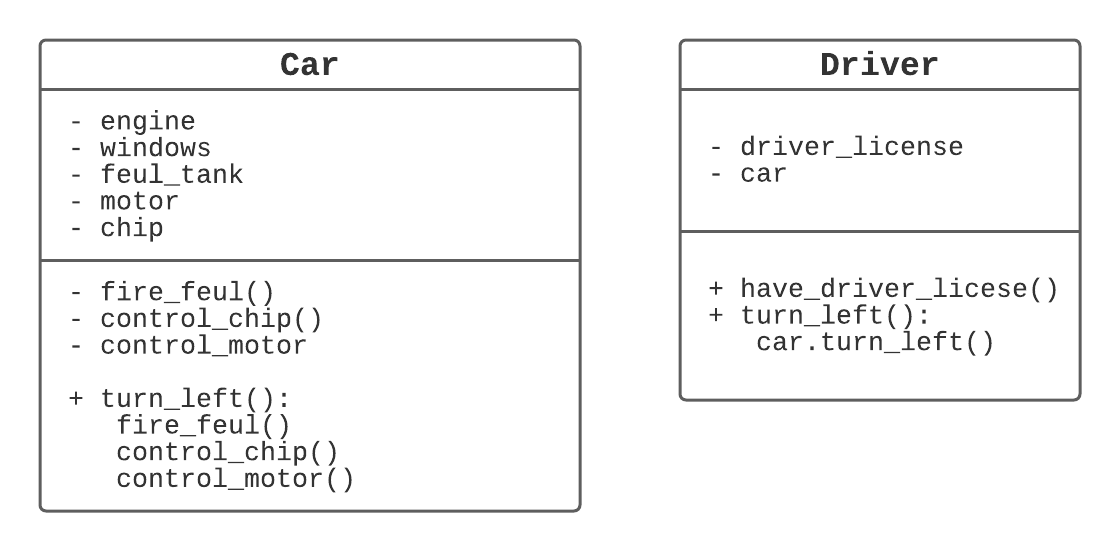 Car
- engine
- windows
- feul_tank
- motor
- chip
- fire_feul()
- control_chip()
- control_motor
+ turn_left():
fire_feul()
control_chip()
control_motor()
Driver
- driver_license
- car
+ have_driver_licese()
+ turn_left():
car.turn_left()